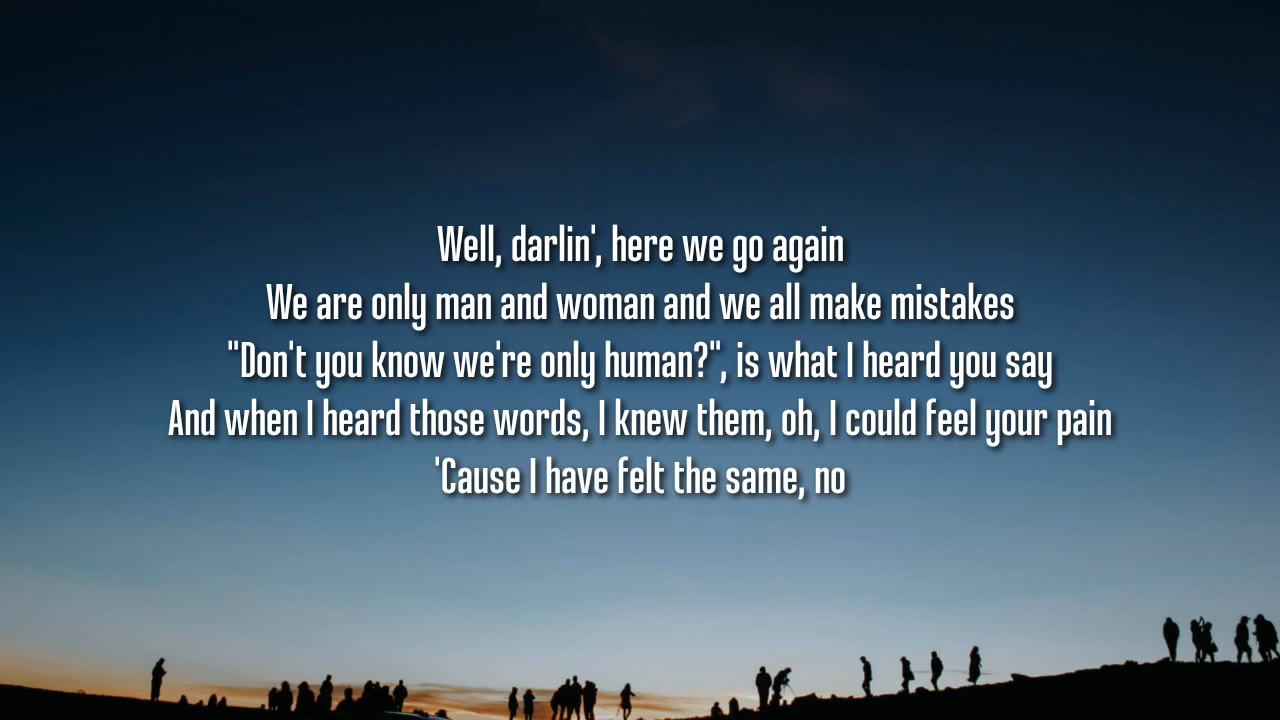 Well, darlin', here we go again
We are only man and woman and we all make mistakes
"Don't you know we're only human?", is what I heard you say
And when I heard those words, I knew them, oh, I could feel your pain
'Cause I have felt the same, no